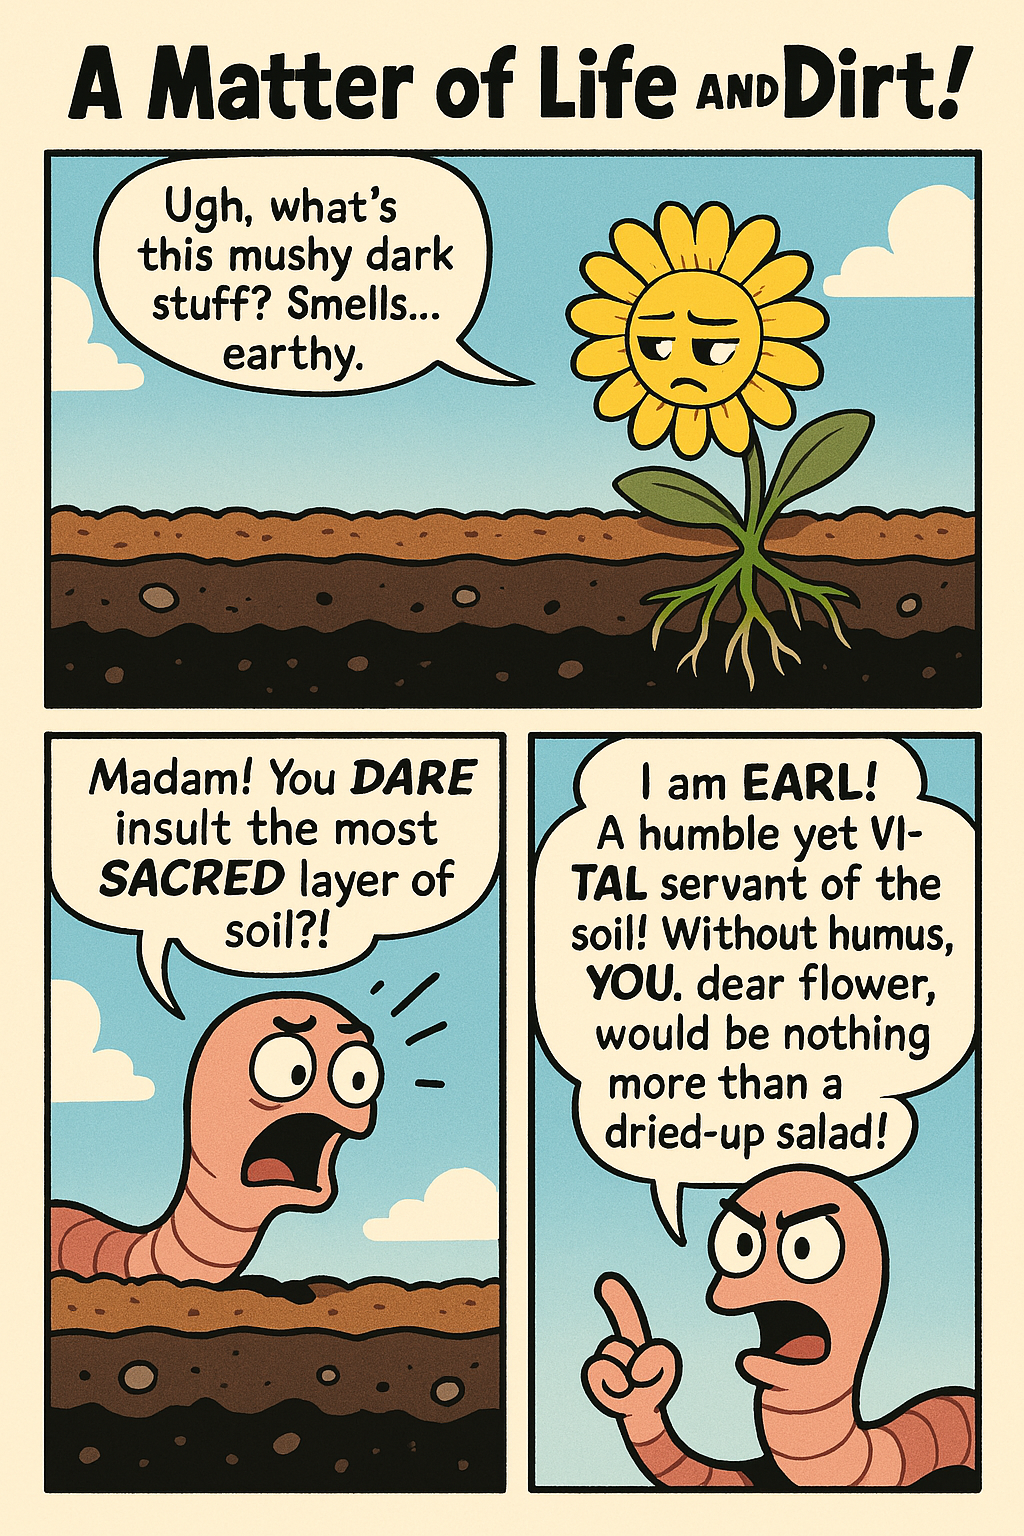 A Matter of Life AND Dirt!
Ugh, what's
this mushy dark
stuff? Smells...
earthy.
Madam! You DARE
insult the most
SACRED layer of
soil?!
I am EARL!
A humble yet VI-
TAL servant of the
soil! Without humus,
YOU. dear flower,
would be nothing
more than a
dried-up salad!